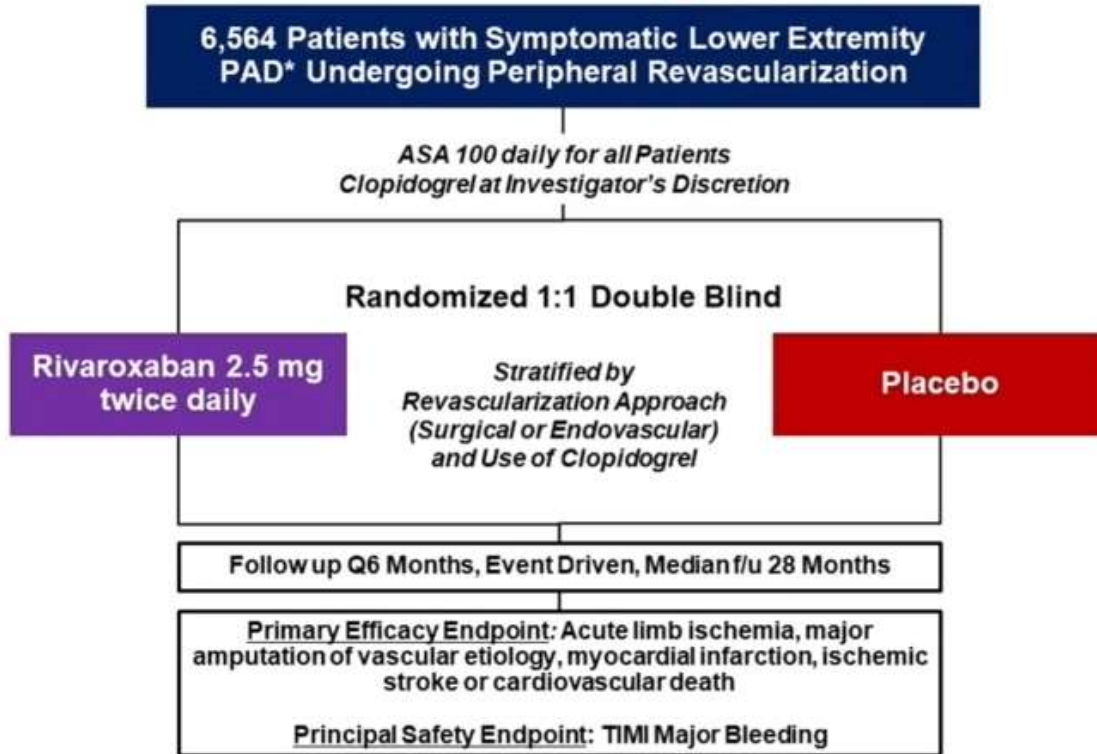 6,564 Patients with Symptomatic Lower Extremity
PAD* Undergoing Peripheral Revascularization
ASA 100 daily for all Patients
Clopidogrel at Investigator's Discretion
Randomized 1:1 Double Blind
Rivaroxaban 2.5 mg
twice daily
Stratified by
Revascularization Approach
(Surgical or Endovascular)
and Use of Clopidogrel
Placebo
Follow up Q6 Months, Event Driven, Median f/u 28 Months
Primary Efficacy Endpoint: Acute limb ischemia, major
amputation of vascular etiology, myocardial infarction, ischemic
stroke or cardiovascular death
Principal Safety Endpoint: TIMI Major Bleeding